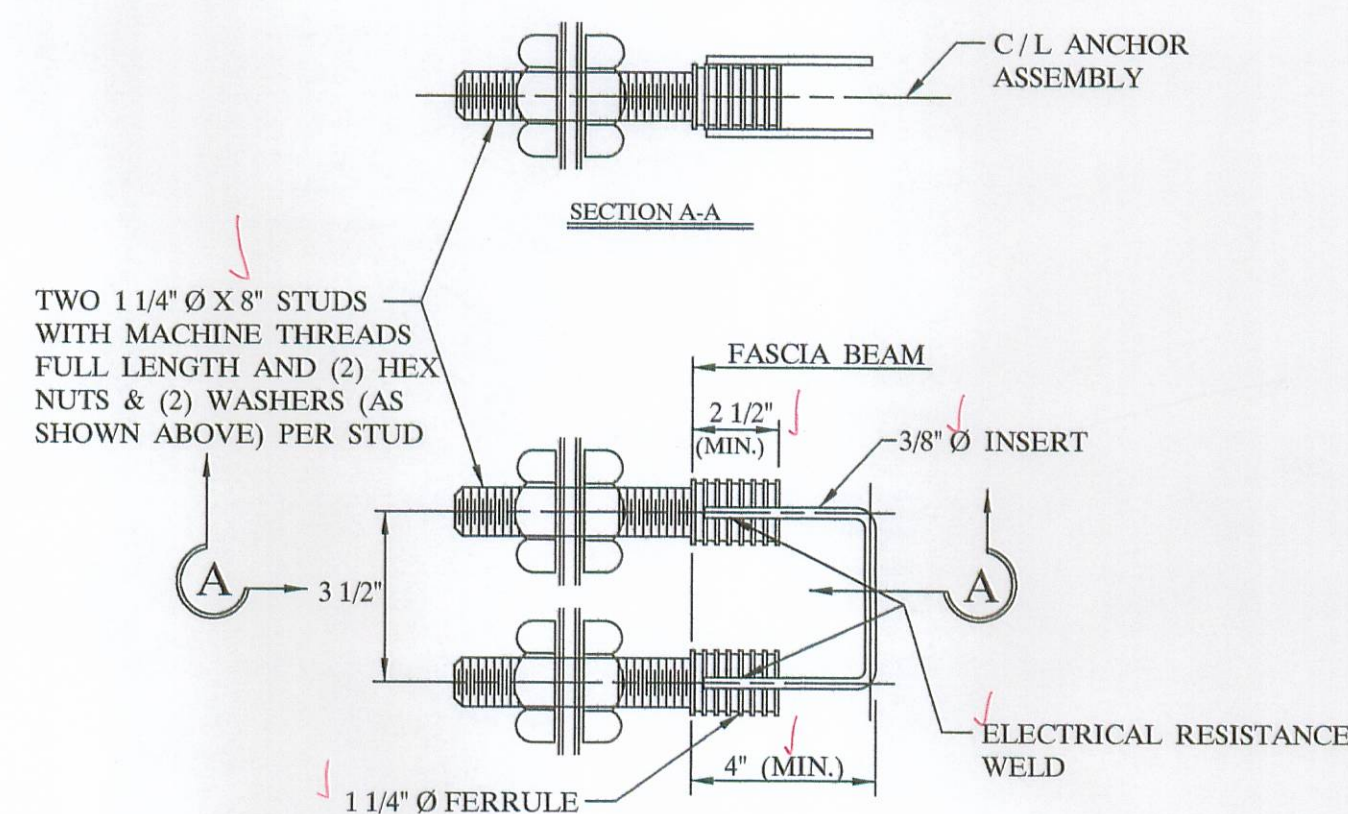 C/L ANCHOR
ASSEMBLY
SECTION A-A
TWO 1 1/4" Ø X 8" STUDS
WITH MACHINE THREADS
FULL LENGTH AND (2) HEX
NUTS & (2) WASHERS (AS
SHOWN ABOVE) PER STUD
FASCIA BEAM
2 1/2"
(MIN.)
3/8" Ø INSERT
A
3 1/2"
A
ELECTRICAL RESISTANCE
WELD
4" (MIN.)
1 1/4" Ø FERRULE